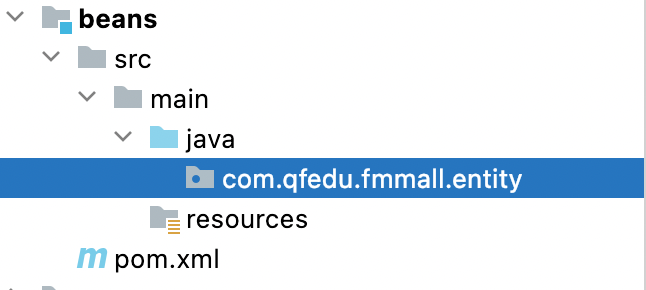 beans
src
main
java
com.qfedu.fmmall.entity
resources
pom.xml